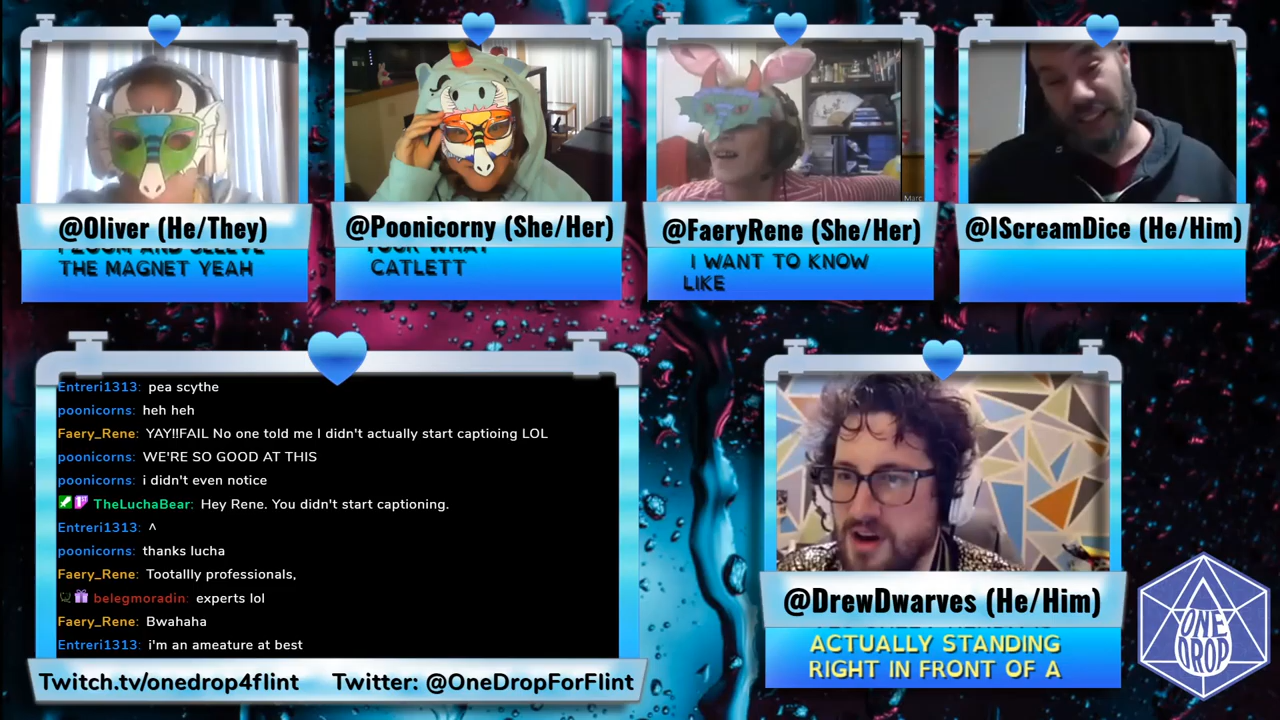 @Oliver (He/They)
THE MAGNET YEAH
@Poonicorny (She/Her)
YOUR WHAT
CATLETT
@FaeryRene (She/Her)
I WANT TO KNOW
LIKE
Marc
@IScreamDice (He/Him)
Entreri1313: pea scythe
poonicorns: heh heh
Faery_Rene: YAY!!FAIL No one told me I didn't actually start captioing LOL
poonicorns: WE'RE SO GOOD AT THIS
poonicorns: i didn't even notice
TheLuchaBear: Hey Rene. You didn't start captioning.
Entreri1313: ^
poonicorns: thanks lucha
Faery_Rene: Tootallly professionals,
belegmoradin: experts lol
Faery_Rene: Bwahaha
Entreri1313: i'm an ameature at best
Twitch.tv/onedrop4flint Twitter: @OneDropForFlint
@DrewDwarves (He/Him)
ACTUALLY STANDING
RIGHT IN FRONT OF A
ONE
DROP